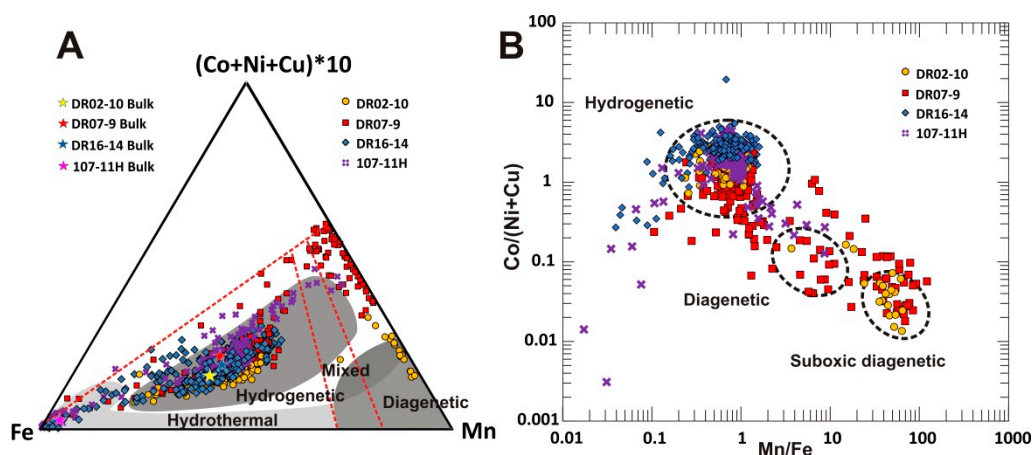 A
(Co+Ni+Cu)*10
DR02-10 Bulk
DR07-9 Bulk
DR16-14 Bulk
107-11H Bulk
DR02-10
DR07-9
DR16-14
107-11H
Mixed
Hydrogenetic
Diagenetic
Hydrothermal
Fe
Mn
B
100
10
1
0.1
0.01
0.001
Co/(Ni+Cu)
Hydrogenetic
DR02-10
DR07-9
DR16-14
107-11H
Diagenetic
Suboxic diagenetic
0.01
0.1
1
10
100
1000
Mn/Fe